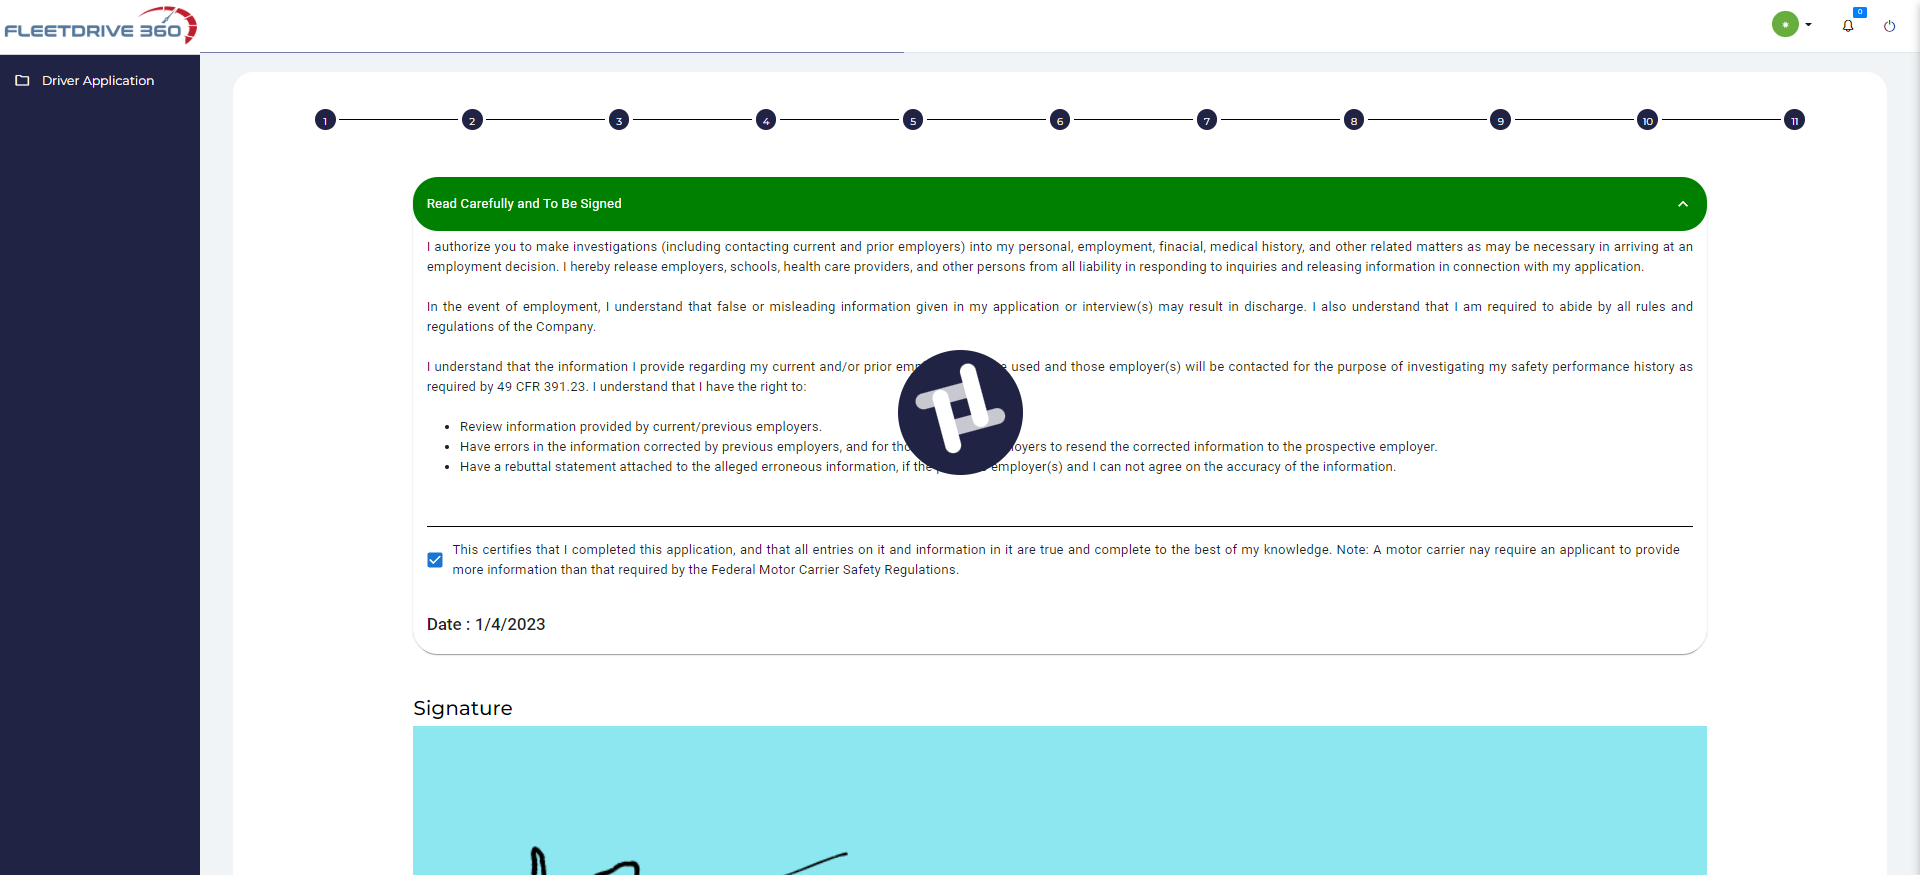 FLEETDRIVE 360
0
Driver Application
1 2 3 4 5 6 7 8 9 10 11
Read Carefully and To Be Signed
I authorize you to make investigations (including contacting current and prior employers) into my personal, employment, finacial, medical history, and other related matters as may be necessary in arriving at an
employment decision. I hereby release employers, schools, health care providers, and other persons from all liability in responding to inquiries and releasing information in connection with my application.
In the event of employment, I understand that false or misleading information given in my application or interview(s) may result in discharge. I also understand that I am required to abide by all rules and
regulations of the Company.
I understand that the information I provide regarding my current and/or prior used and those employer(s) will be contacted for the purpose of investigating my safety performance history as
required by 49 CFR 391.23. I understand that I have the right to:
Review information provided by current/previous employers.
Have errors in the information corrected by previous employers, and for to resend the corrected information to the prospective employer.
Have a rebuttal statement attached to the alleged erroneous information, if the employer(s) and I can not agree on the accuracy of the information.
This certifies that I completed this application, and that all entries on it and information in it are true and complete to the best of my knowledge. Note: A motor carrier nay require an applicant to provide
more information than that required by the Federal Motor Carrier Safety Regulations.
Date : 1/4/2023
Signature